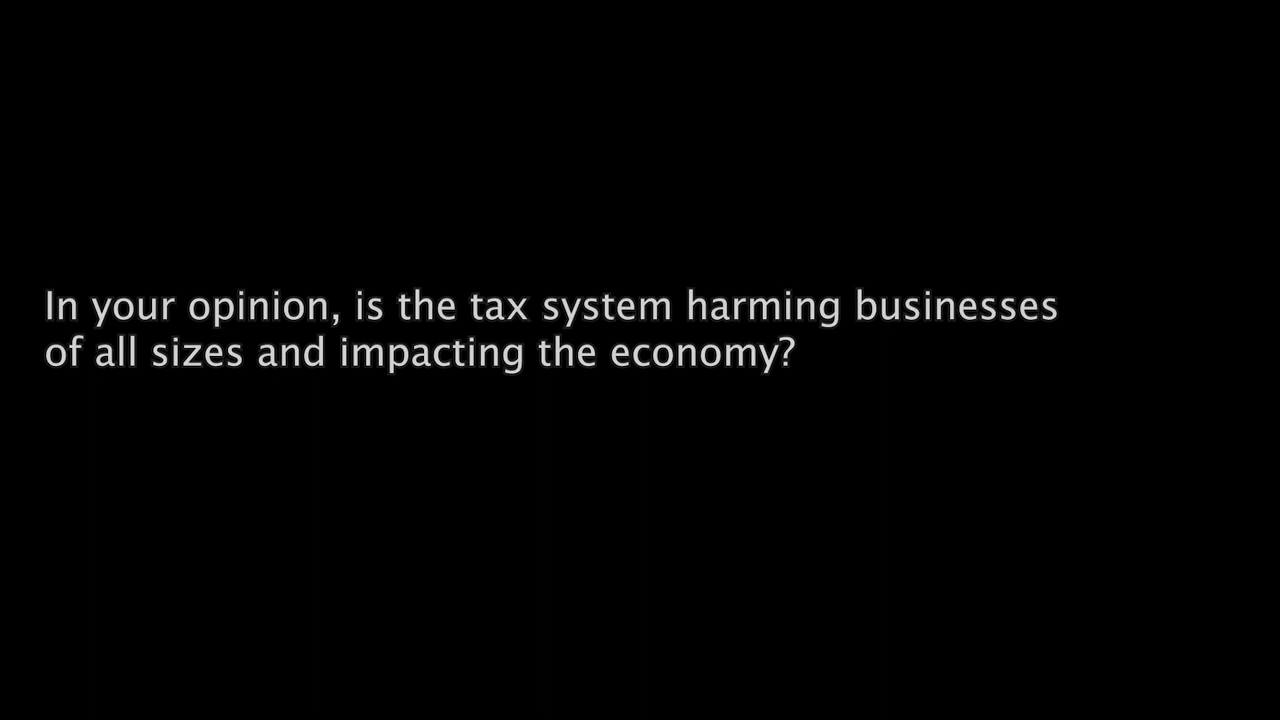 In your opinion, is the tax system harming businesses
of all sizes and impacting the economy?